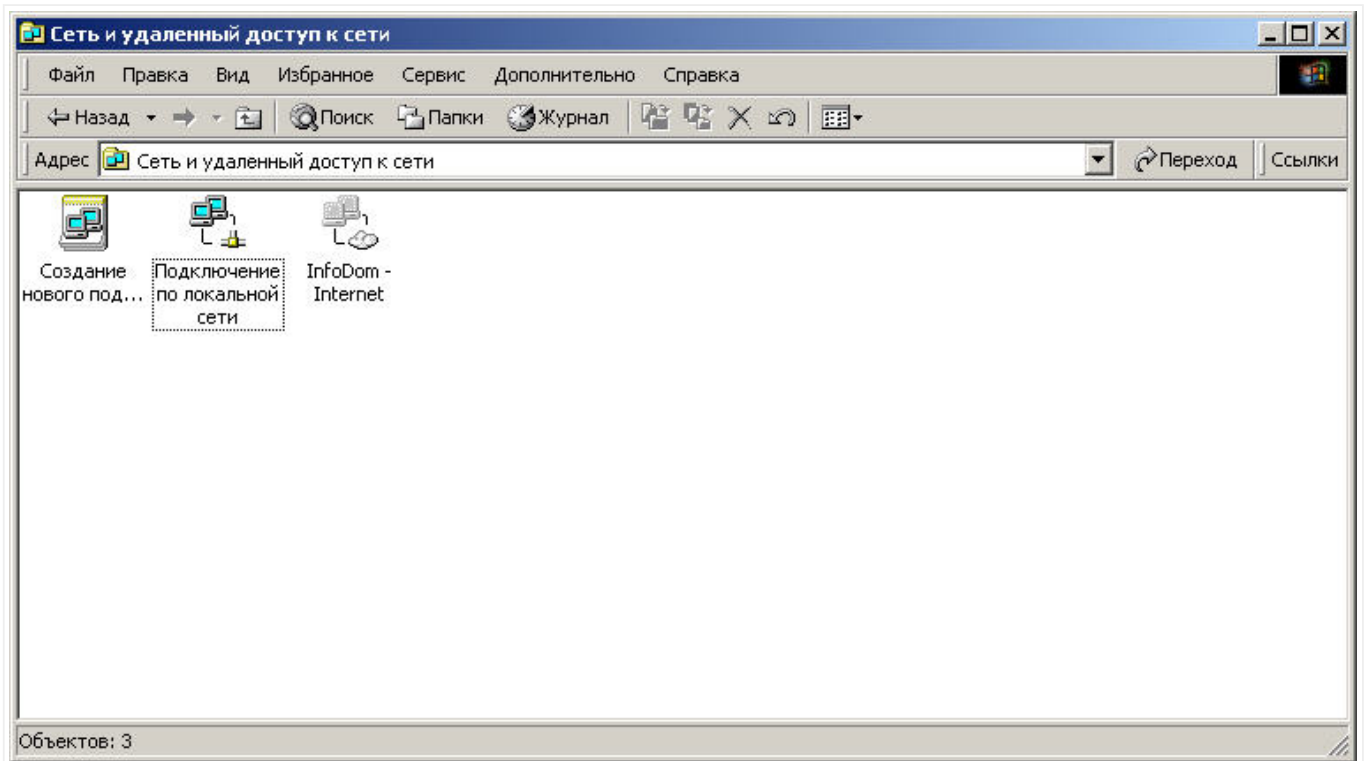 Сеть и удаленный доступ к сети
Файл Правка Вид Избранное Сервис Дополнительно Справка
Назад Поиск Папки Журнал
Адрес Сеть и удаленный доступ к сети Переход Ссылки
Создание
нового под...
Подключение
по локальной
сети
InfoDom -
Internet
Объектов: 3